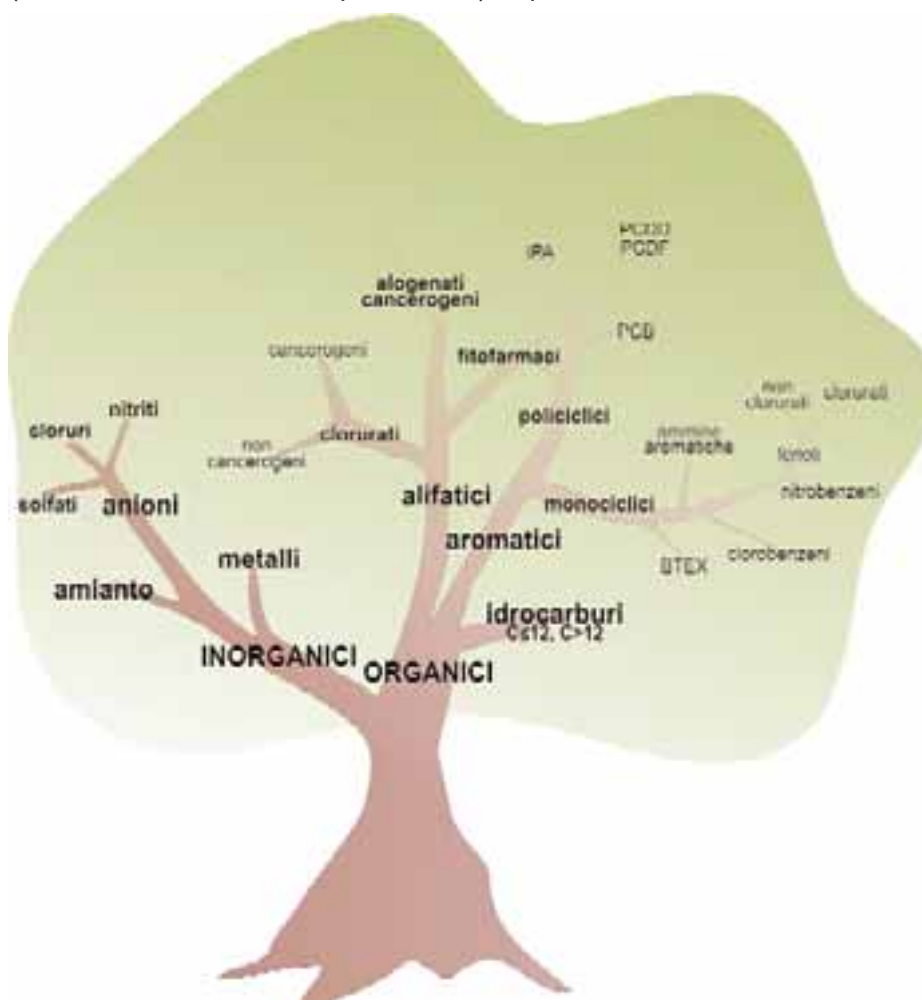 IPA
PCDD
PCDF
alogenati
cancerogeni
PCB
cancerogeni
fitofarmaci
non
clorurati
clorurati
nitriti
cloruri
clorurati
policiclici
ammine
aromatiche
non
cancerogeni
fenoli
solfati
anioni
alifatici
monociclici
nitrobenzeni
aromatici
metalli
BTEX
clorobenzeni
amianto
idrocarburi
C≤12, C>12
INORGANICI
ORGANICI